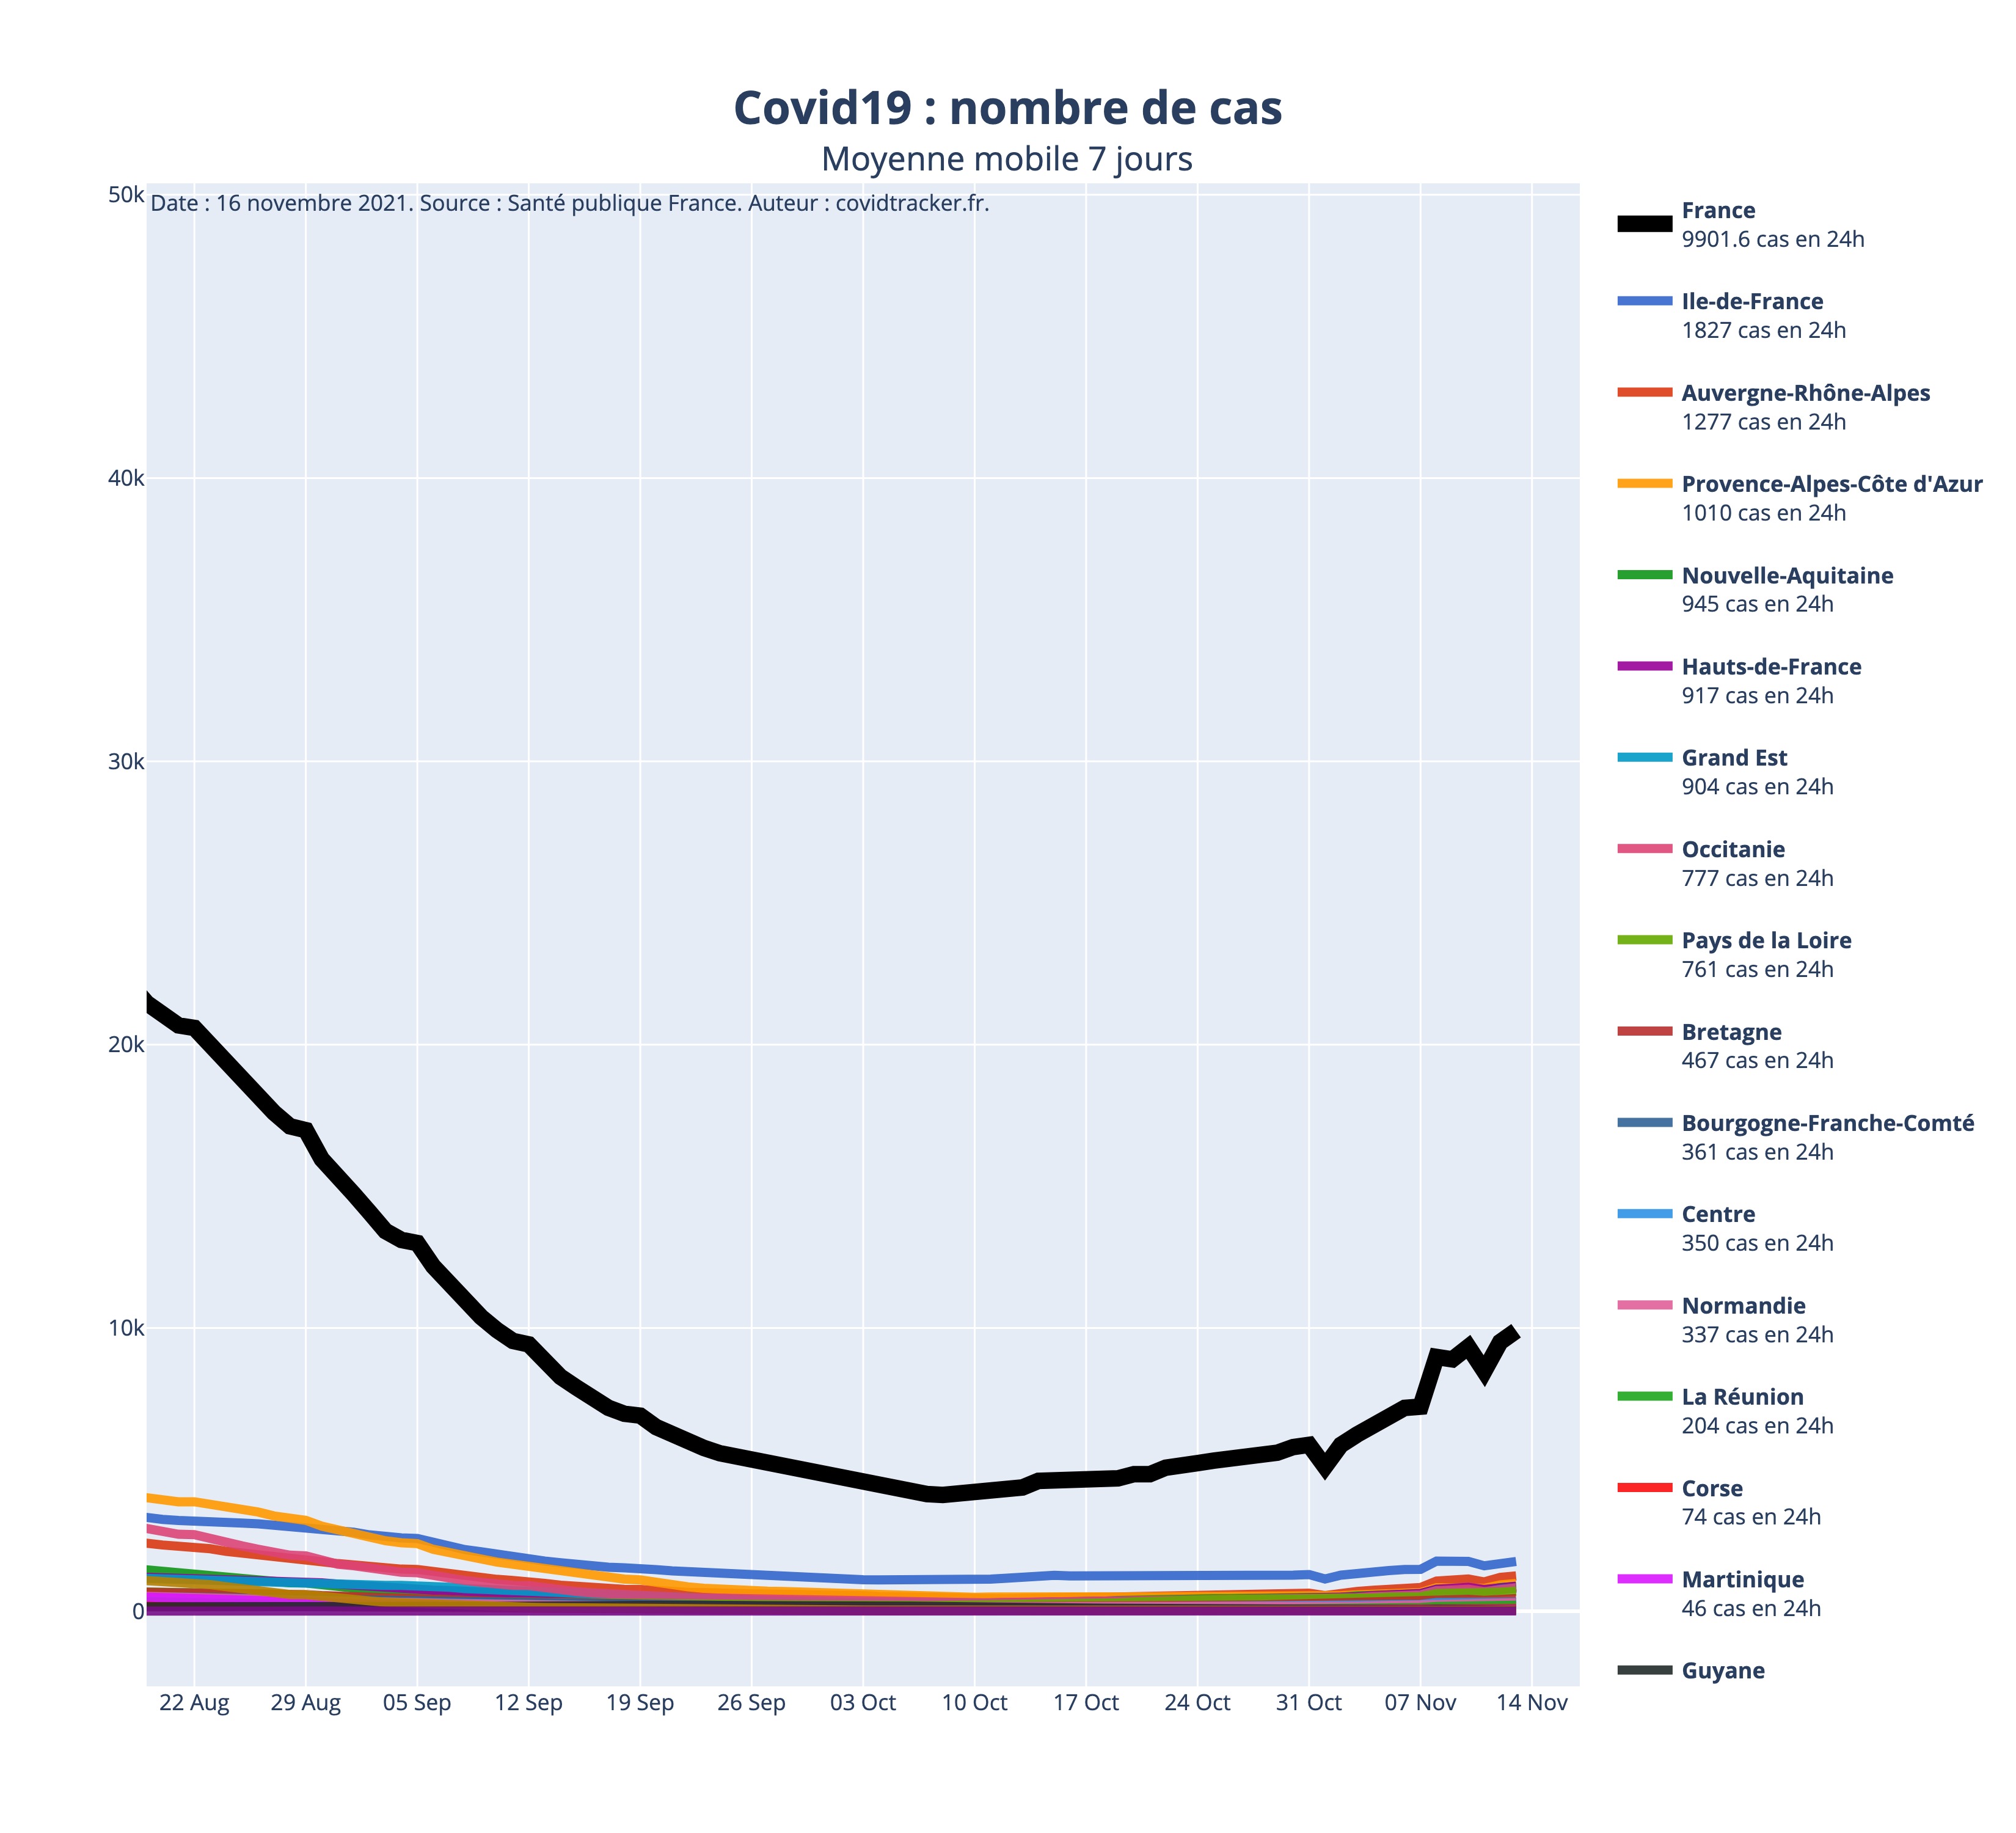 Covid19 : nombre de cas
Moyenne mobile 7 jours
Date : 16 novembre 2021. Source : Santé publique France. Auteur : covidtracker.fr.
50k
40k
30k
20k
10k
0
22 Aug
29 Aug
05 Sep
12 Sep
19 Sep
26 Sep
03 Oct
10 Oct
17 Oct
24 Oct
31 Oct
07 Nov
14 Nov
France
9901.6 cas en 24h
Ile-de-France
1827 cas en 24h
Auvergne-Rhône-Alpes
1277 cas en 24h
Provence-Alpes-Côte d'Azur
1010 cas en 24h
Nouvelle-Aquitaine
945 cas en 24h
Hauts-de-France
917 cas en 24h
Grand Est
904 cas en 24h
Occitanie
777 cas en 24h
Pays de la Loire
761 cas en 24h
Bretagne
467 cas en 24h
Bourgogne-Franche-Comté
361 cas en 24h
Centre
350 cas en 24h
Normandie
337 cas en 24h
La Réunion
204 cas en 24h
Corse
74 cas en 24h
Martinique
46 cas en 24h
Guyane